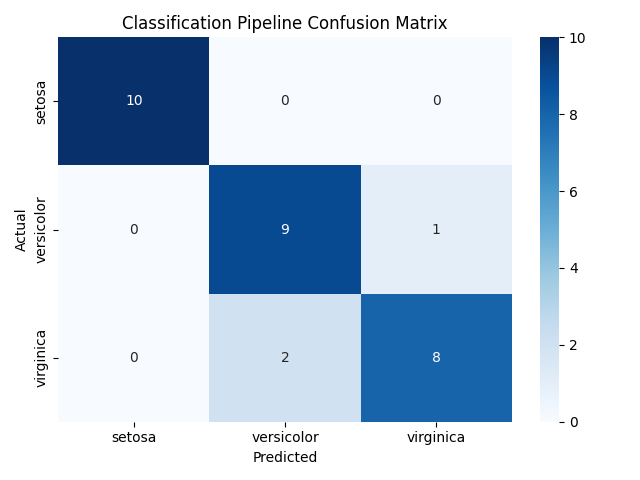 Classification Pipeline Confusion Matrix
Actual
setosa
10 0 0
versicolor
0 9 1
virginica
0 2 8
setosa versicolor virginica
Predicted
10
8
6
4
2
0